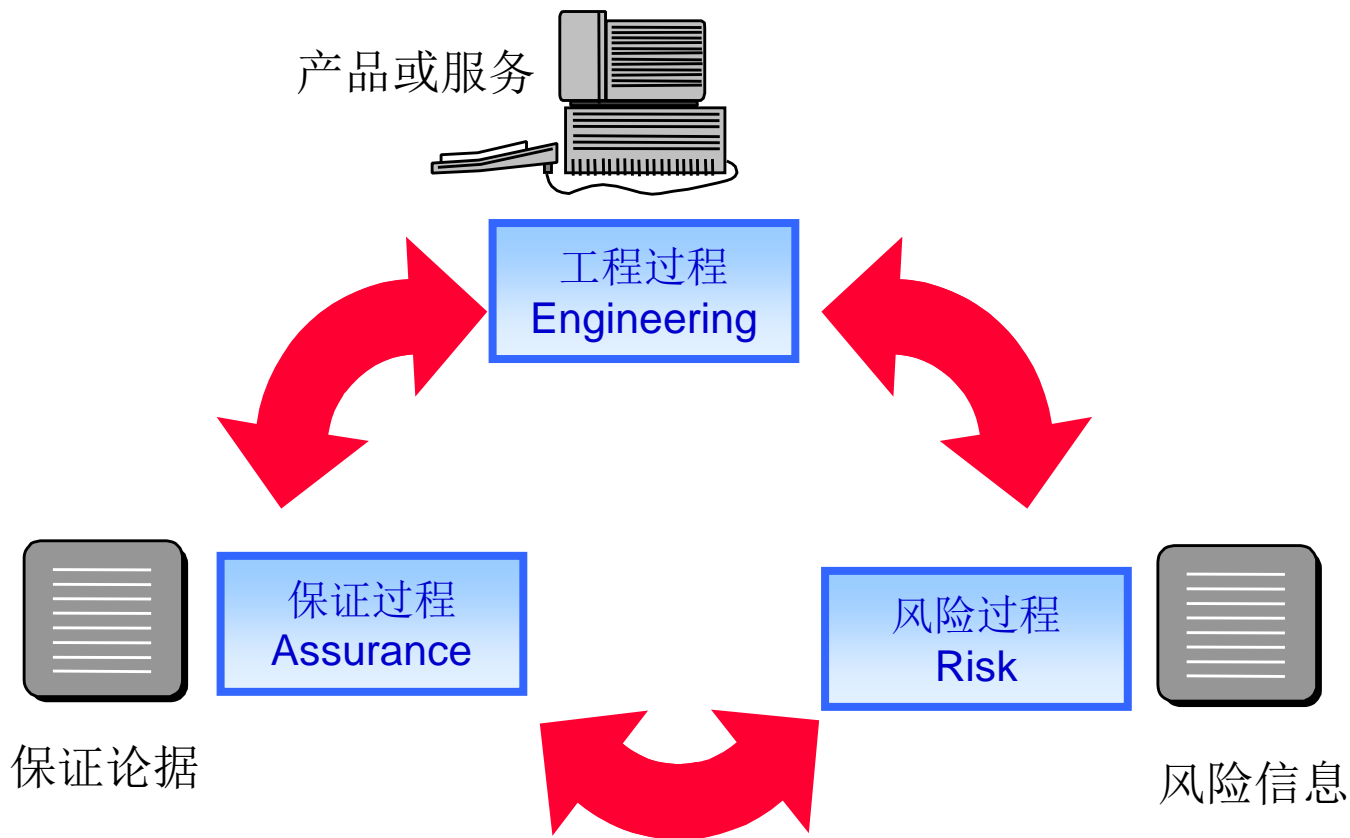 产品或服务
工程过程
Engineering
保证过程
Assurance
风险过程
Risk
保证论据
风险信息